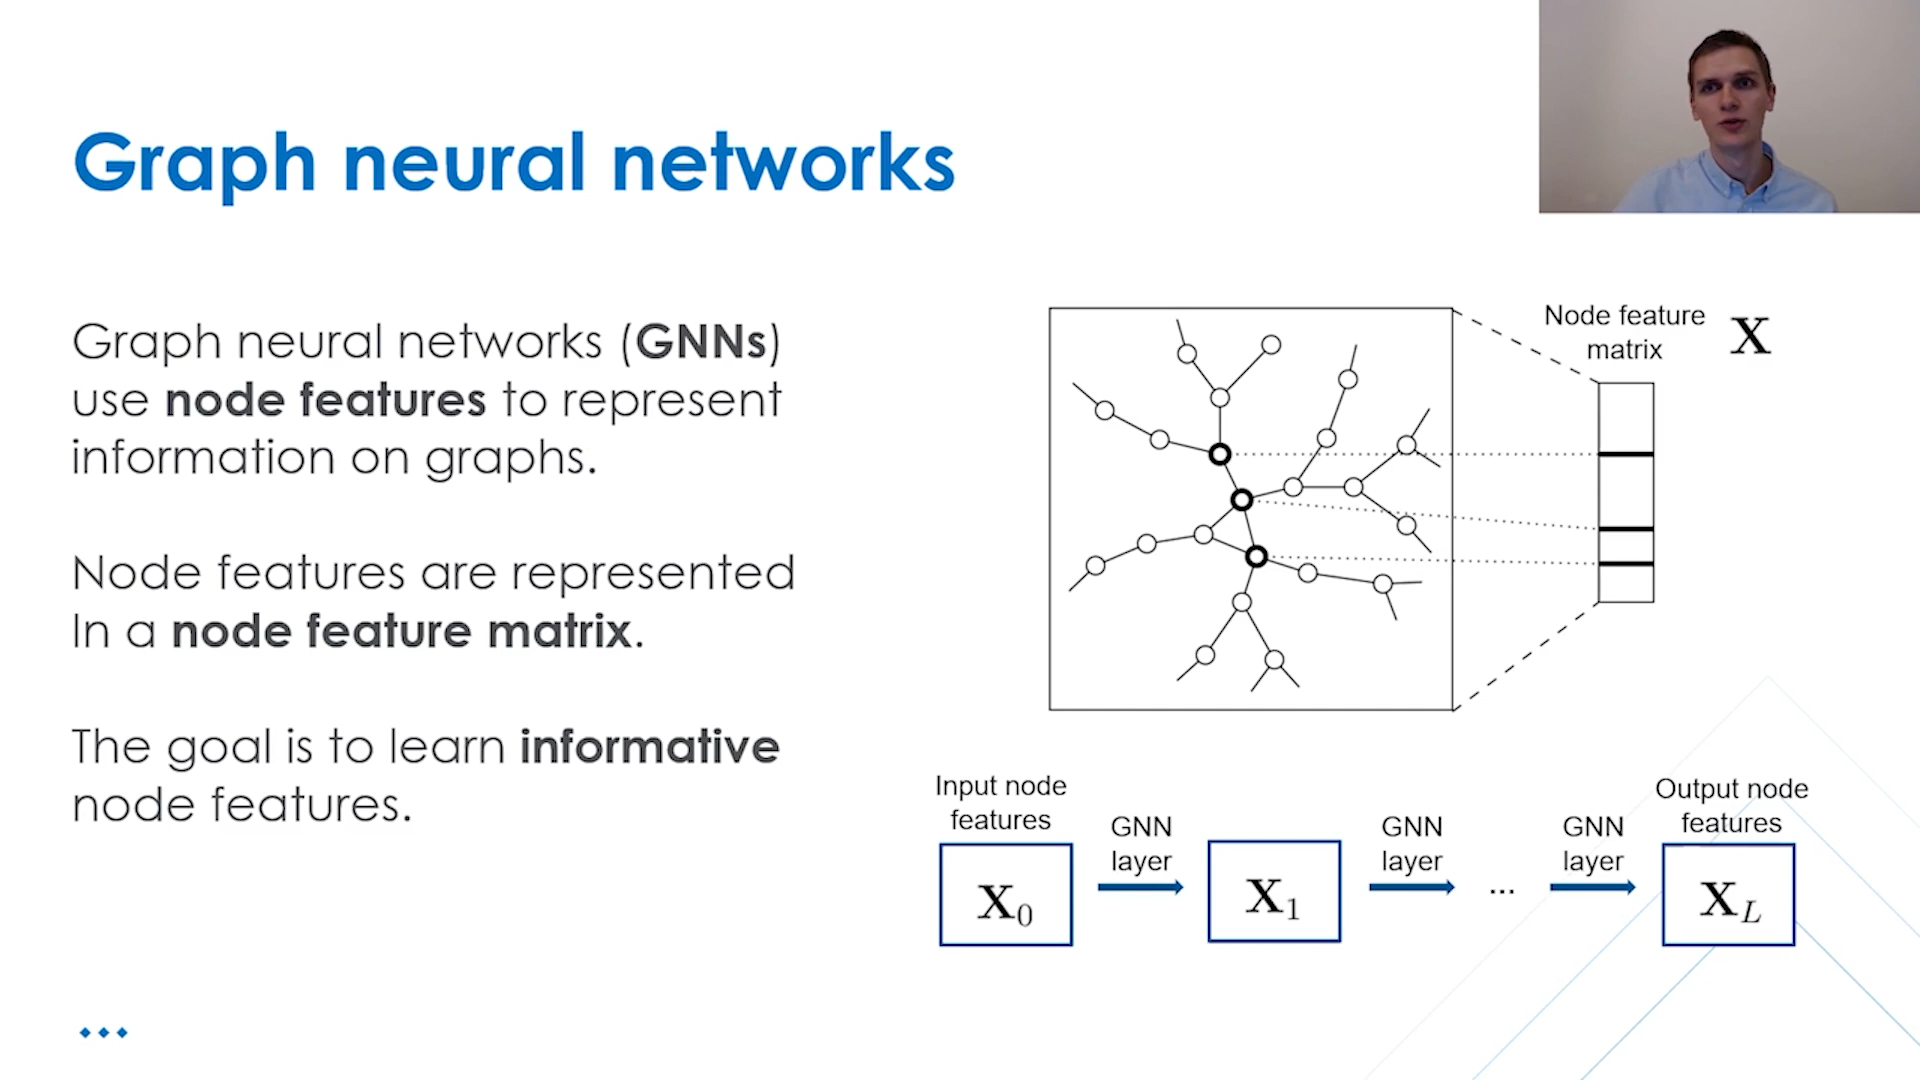 Graph neural networks
Graph neural networks (GNNs)
use node features to represent
information on graphs.
Node features are represented
In a node feature matrix.
The goal is to learn informative
node features.
Node feature
matrix
X
Input node
features
X0
GNN
layer
X1
GNN
layer
...
GNN
layer
Output node
features
XL